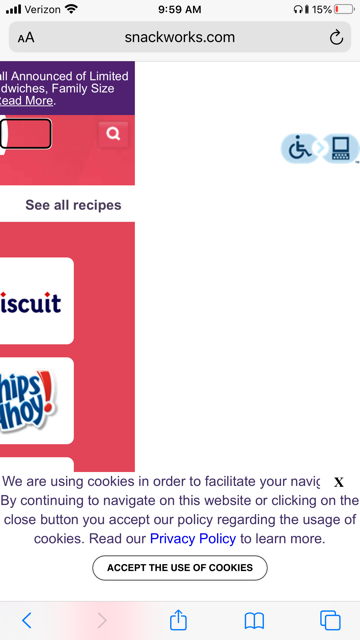 Verizon 9:59 AM 15%
AA snackworks.com
all Announced of Limited
dwiches, Family Size
Read More.
See all recipes
iscuit
hips
Ahoy!
We are using cookies in order to facilitate your navig X
By continuing to navigate on this website or clicking on the
close button you accept our policy regarding the usage of
cookies. Read our Privacy Policy to learn more.
ACCEPT THE USE OF COOKIES